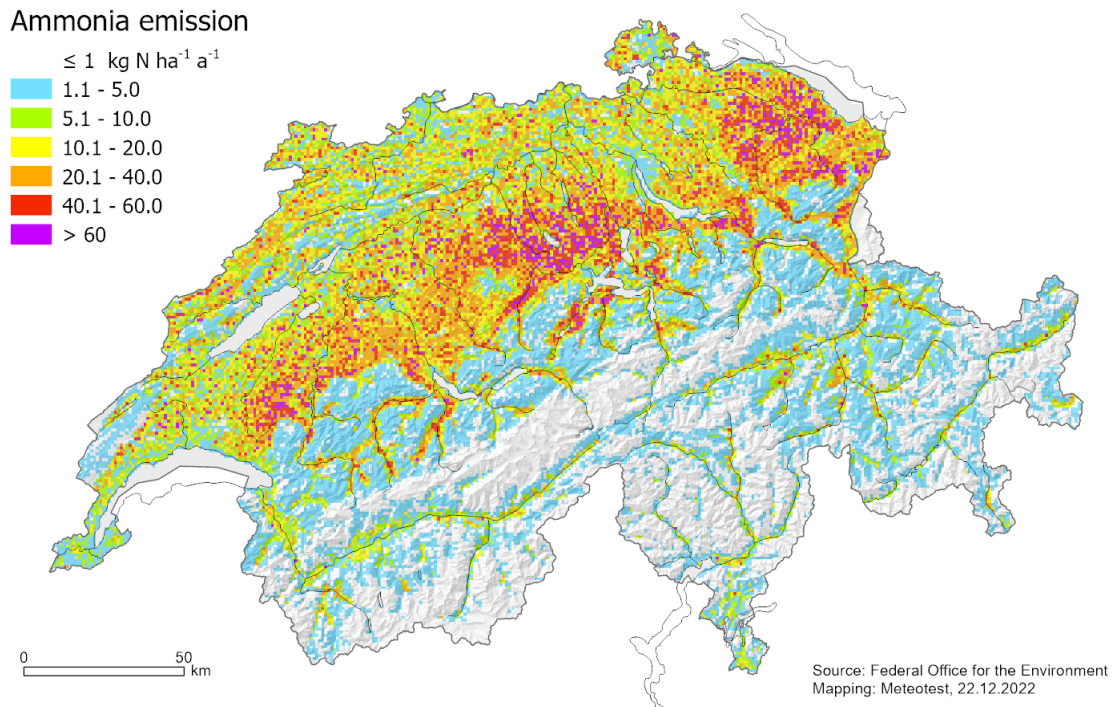 Ammonia emission
≤ 1 kg N ha⁻¹ a⁻¹
1.1 - 5.0
5.1 - 10.0
10.1 - 20.0
20.1 - 40.0
40.1 - 60.0
> 60
0 50
km
Source: Federal Office for the Environment
Mapping: Meteotest, 22.12.2022